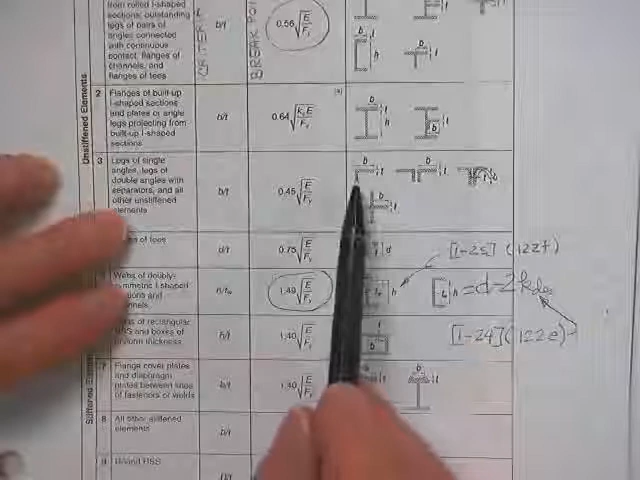 from rolled I-shaped
sections; outstanding
legs of pairs of
angles connected
with continuous
contact, flanges of
channels, and
flanges of tees
b/t
0.56√E/Fy
b
t
b
t
b
t
Unstiffened Elements
2
Flanges of built-up
I-shaped sections
and plates or angle
legs projecting from
built-up I-shaped
sections
b/t
[a]
0.64√kcE/Fy
b
t
h
b
t
3
Legs of single
angles, legs of
double angles with
separators, and all
other unstiffened
elements
b/t
0.45√E/Fy
b
t
b
t
b
t
of tees
d/t
0.75√E/Fy
t
d
[1-25] (122f)
Webs of doubly-
symmetric I-shaped
sections and
channels
h/tw
1.49√E/Fy
h
h = d-2kdes
of rectangular
HSS and boxes of
uniform thickness
b/t
1.40√E/Fy
t
b
[1-24] (122e)
Stiffened
7
Flange cover plates
and diaphragm
plates between lines
of fasteners or welds
b/t
1.40√E/Fy
b
t
8
All other stiffened
elements
b/t
9
Round HSS
BREAK